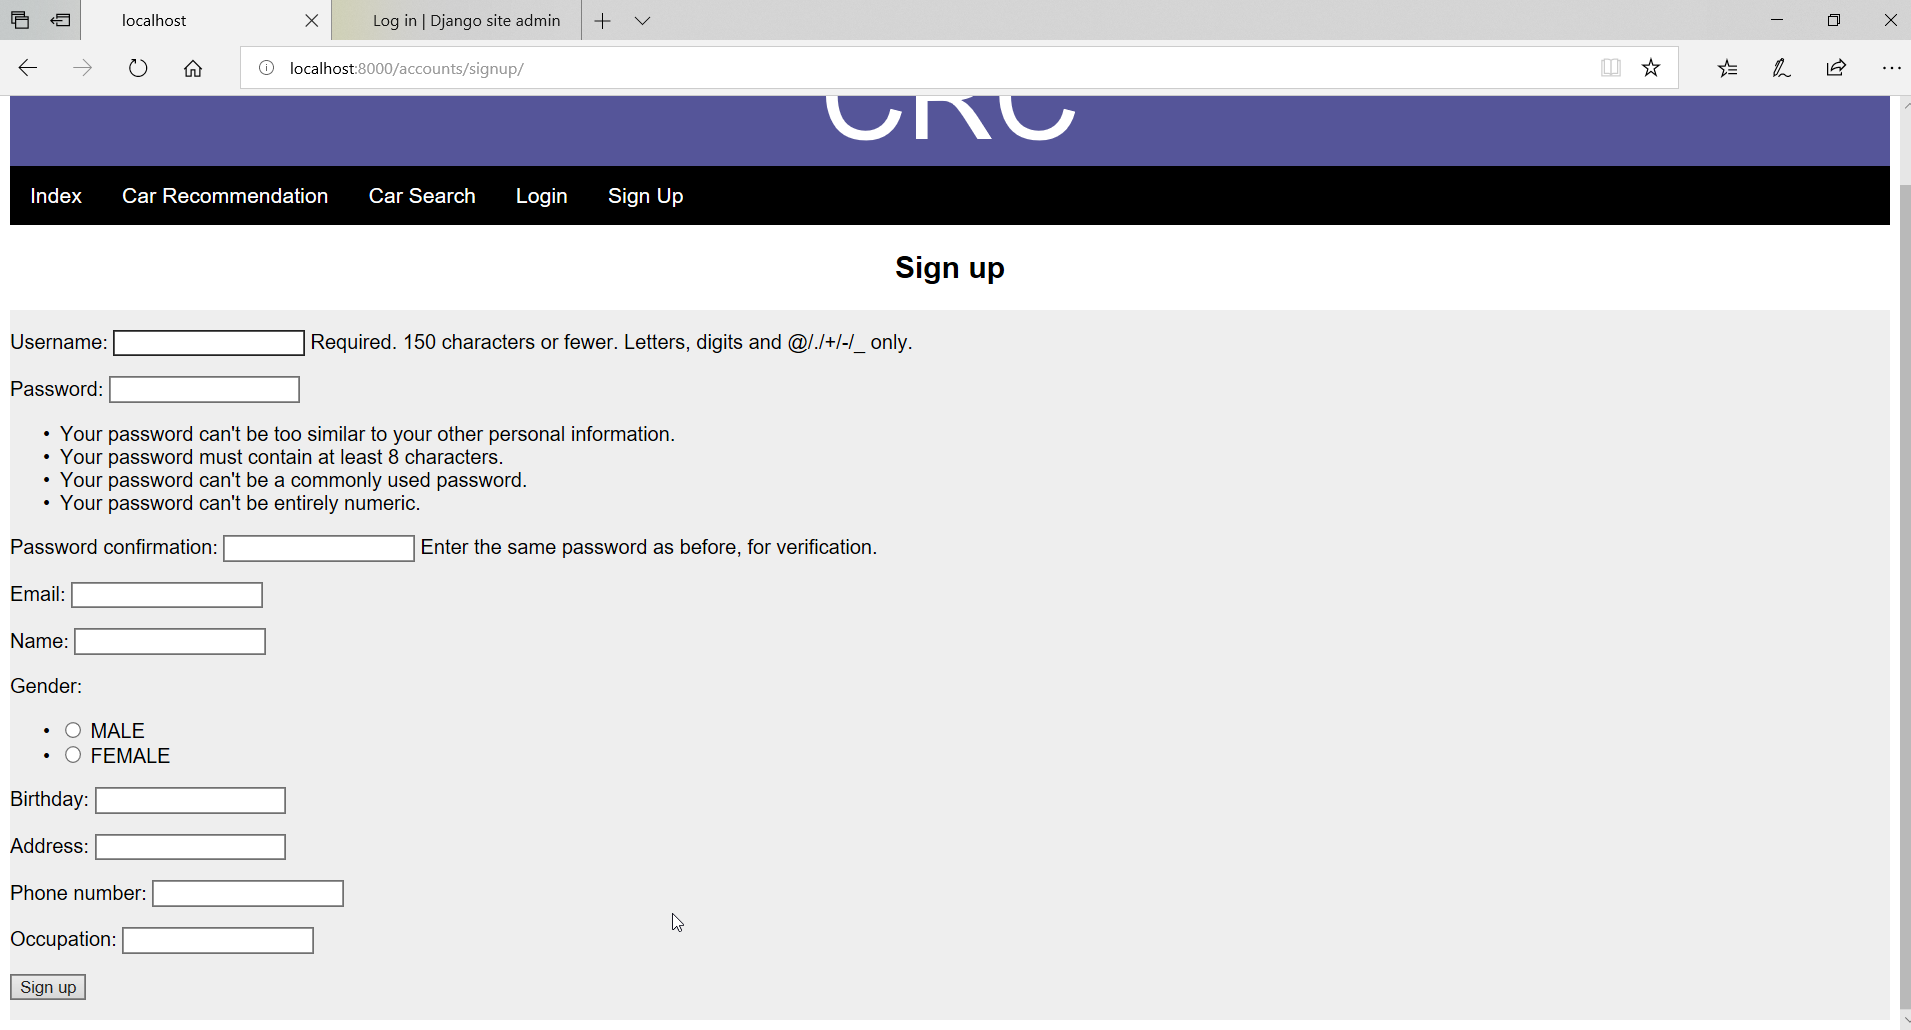 localhost
Log in | Django site admin
localhost:8000/accounts/signup/
CRC
Index Car Recommendation Car Search Login Sign Up
Sign up
Username: Required. 150 characters or fewer. Letters, digits and @/./+/-/_ only.
Password:
• Your password can't be too similar to your other personal information.
• Your password must contain at least 8 characters.
• Your password can't be a commonly used password.
• Your password can't be entirely numeric.
Password confirmation: Enter the same password as before, for verification.
Email:
Name:
Gender:
• MALE
• FEMALE
Birthday:
Address:
Phone number:
Occupation:
Sign up